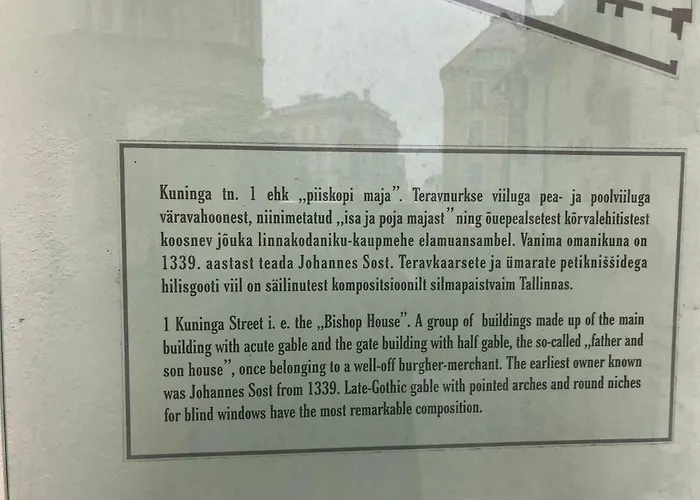 Kuninga tn. 1 ehk „piiskopi maja”. Teravnurkse viiluga pea- ja poolviiluga
väravahoonest, niinimetatud „isa ja poja majast” ning õuepealsetest kõrvalehitistest
koosnev jõuka linnakodaniku-kaupmehe elamuansambel. Vanima omanikuna on
1339. aastast teada Johannes Sost. Teravkaarsete ja ümarate petikniššidega
hilisgooti viil on säilinutest kompositsioonilt silmapaistvaim Tallinnas.
1 Kuninga Street i. e. the „Bishop House”. A group of buildings made up of the main
building with acute gable and the gate building with half gable, the so-called „father and
son house”, once belonging to a well-off burgher-merchant. The earliest owner known
was Johannes Sost from 1339. Late-Gothic gable with pointed arches and round niches
for blind windows have the most remarkable composition.